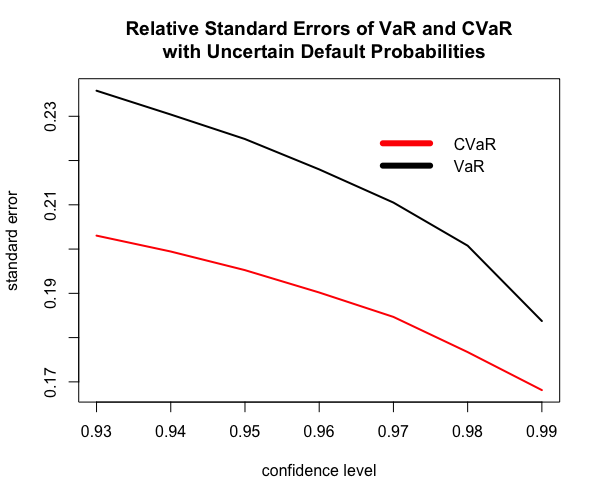 Relative Standard Errors of VaR and CVaR
with Uncertain Default Probabilities
standard error
0.23
0.21
0.19
0.17
CVaR
VaR
0.93 0.94 0.95 0.96 0.97 0.98 0.99
confidence level